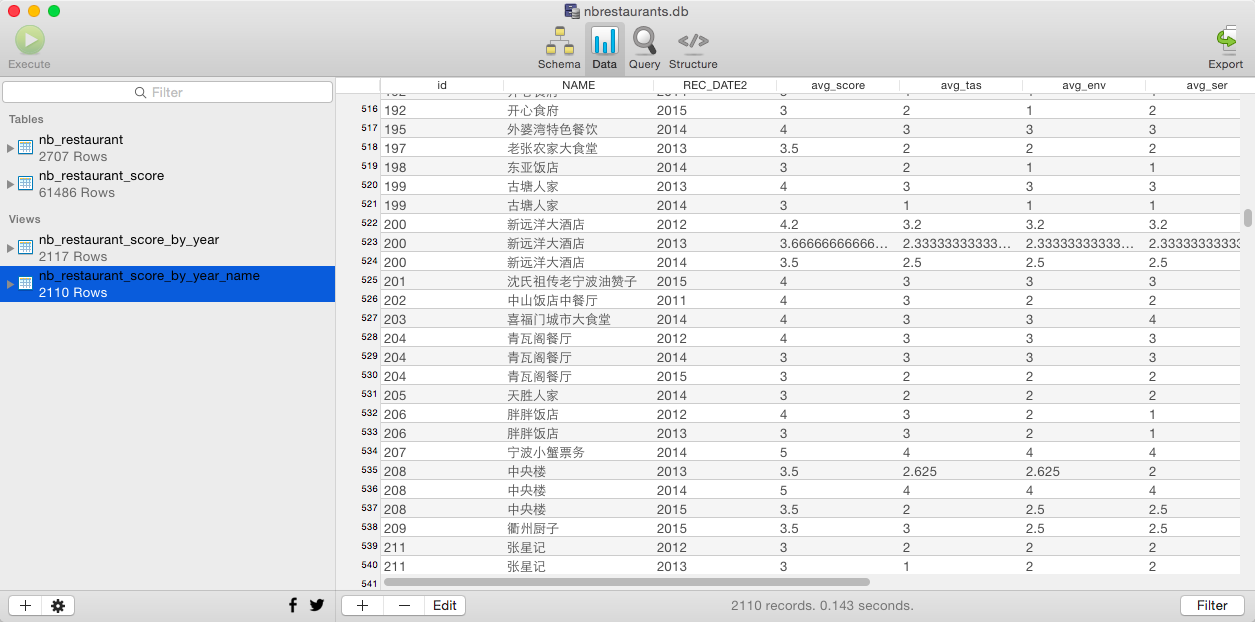 nbrestaurants.db
Execute
Schema Data Query Structure
Export
Filter
Tables
nb_restaurant
2707 Rows
nb_restaurant_score
61486 Rows
Views
nb_restaurant_score_by_year
2117 Rows
nb_restaurant_score_by_year_name
2110 Rows
id NAME REC_DATE2 avg_score avg_tas avg_env avg_ser
516 192 开心食府 2015 3 2 1 2
517 195 外婆湾特色餐饮 2014 4 3 3 3
518 197 老张农家大食堂 2013 3.5 2 2 2
519 198 东亚饭店 2014 3 2 1 1
520 199 古塘人家 2013 4 3 3 3
521 199 古塘人家 2014 3 1 1 1
522 200 新远洋大酒店 2012 4.2 3.2 3.2 3.2
523 200 新远洋大酒店 2013 3.66666666666... 2.33333333333... 2.33333333333... 2.33333333333
524 200 新远洋大酒店 2014 3.5 2.5 2.5 2.5
525 201 沈氏祖传老宁波油赞子 2015 4 3 3 3
526 202 中山饭店中餐厅 2011 4 3 2 2
527 203 喜福门城市大食堂 2014 4 3 3 4
528 204 青瓦阁餐厅 2012 4 3 3 3
529 204 青瓦阁餐厅 2014 3 3 3 3
530 204 青瓦阁餐厅 2015 3 2 2 2
531 205 天胜人家 2014 3 2 2 2
532 206 胖胖饭店 2012 4 3 2 1
533 206 胖胖饭店 2013 3 3 2 1
534 207 宁波小蟹票务 2014 5 4 4 4
535 208 中央楼 2013 3.5 2.625 2.625 2
536 208 中央楼 2014 5 4 4 4
537 208 中央楼 2015 3.5 2 2.5 2.5
538 209 衢州厨子 2015 3.5 3 2.5 2.5
539 211 张星记 2012 3 2 2 2
540 211 张星记 2013 3 1 2 2
541
Edit
2110 records. 0.143 seconds.
Filter